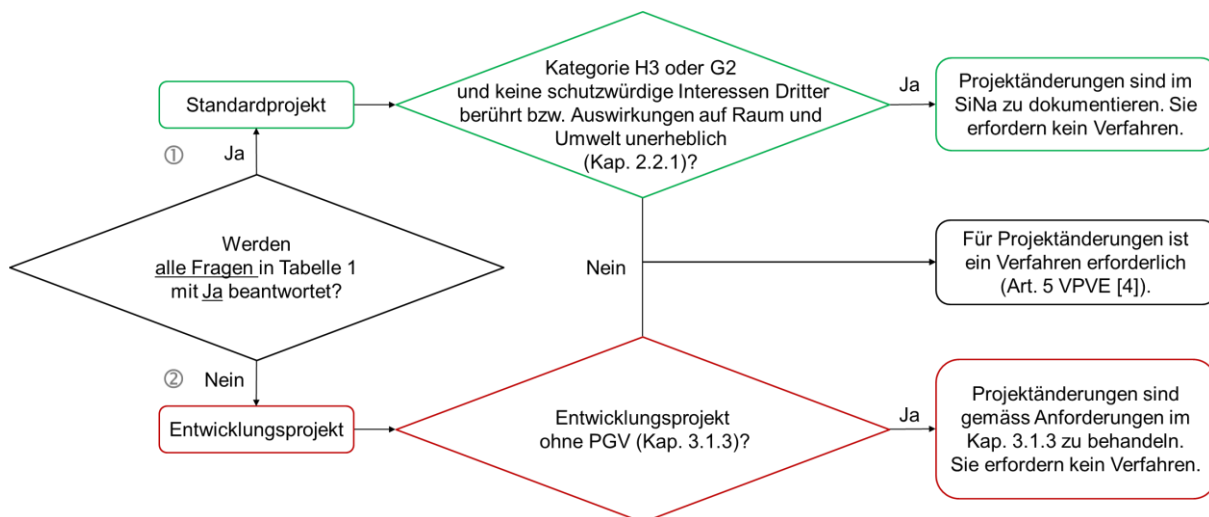 Standardprojekt
Kategorie H3 oder G2
und keine schutzwürdige Interessen Dritter
berührt bzw. Auswirkungen auf Raum und
Umwelt unerheblich
(Kap. 2.2.1)?
Ja
Projektänderungen sind im
SiNa zu dokumentieren. Sie
erfordern kein Verfahren.
① Ja
Werden
alle Fragen in Tabelle 1
mit Ja beantwortet?
Nein
Für Projektänderungen ist
ein Verfahren erforderlich
(Art. 5 VPVE [4]).
② Nein
Entwicklungsprojekt
Entwicklungsprojekt
ohne PGV (Kap. 3.1.3)?
Ja
Projektänderungen sind
gemäss Anforderungen im
Kap. 3.1.3 zu behandeln.
Sie erfordern kein Verfahren.